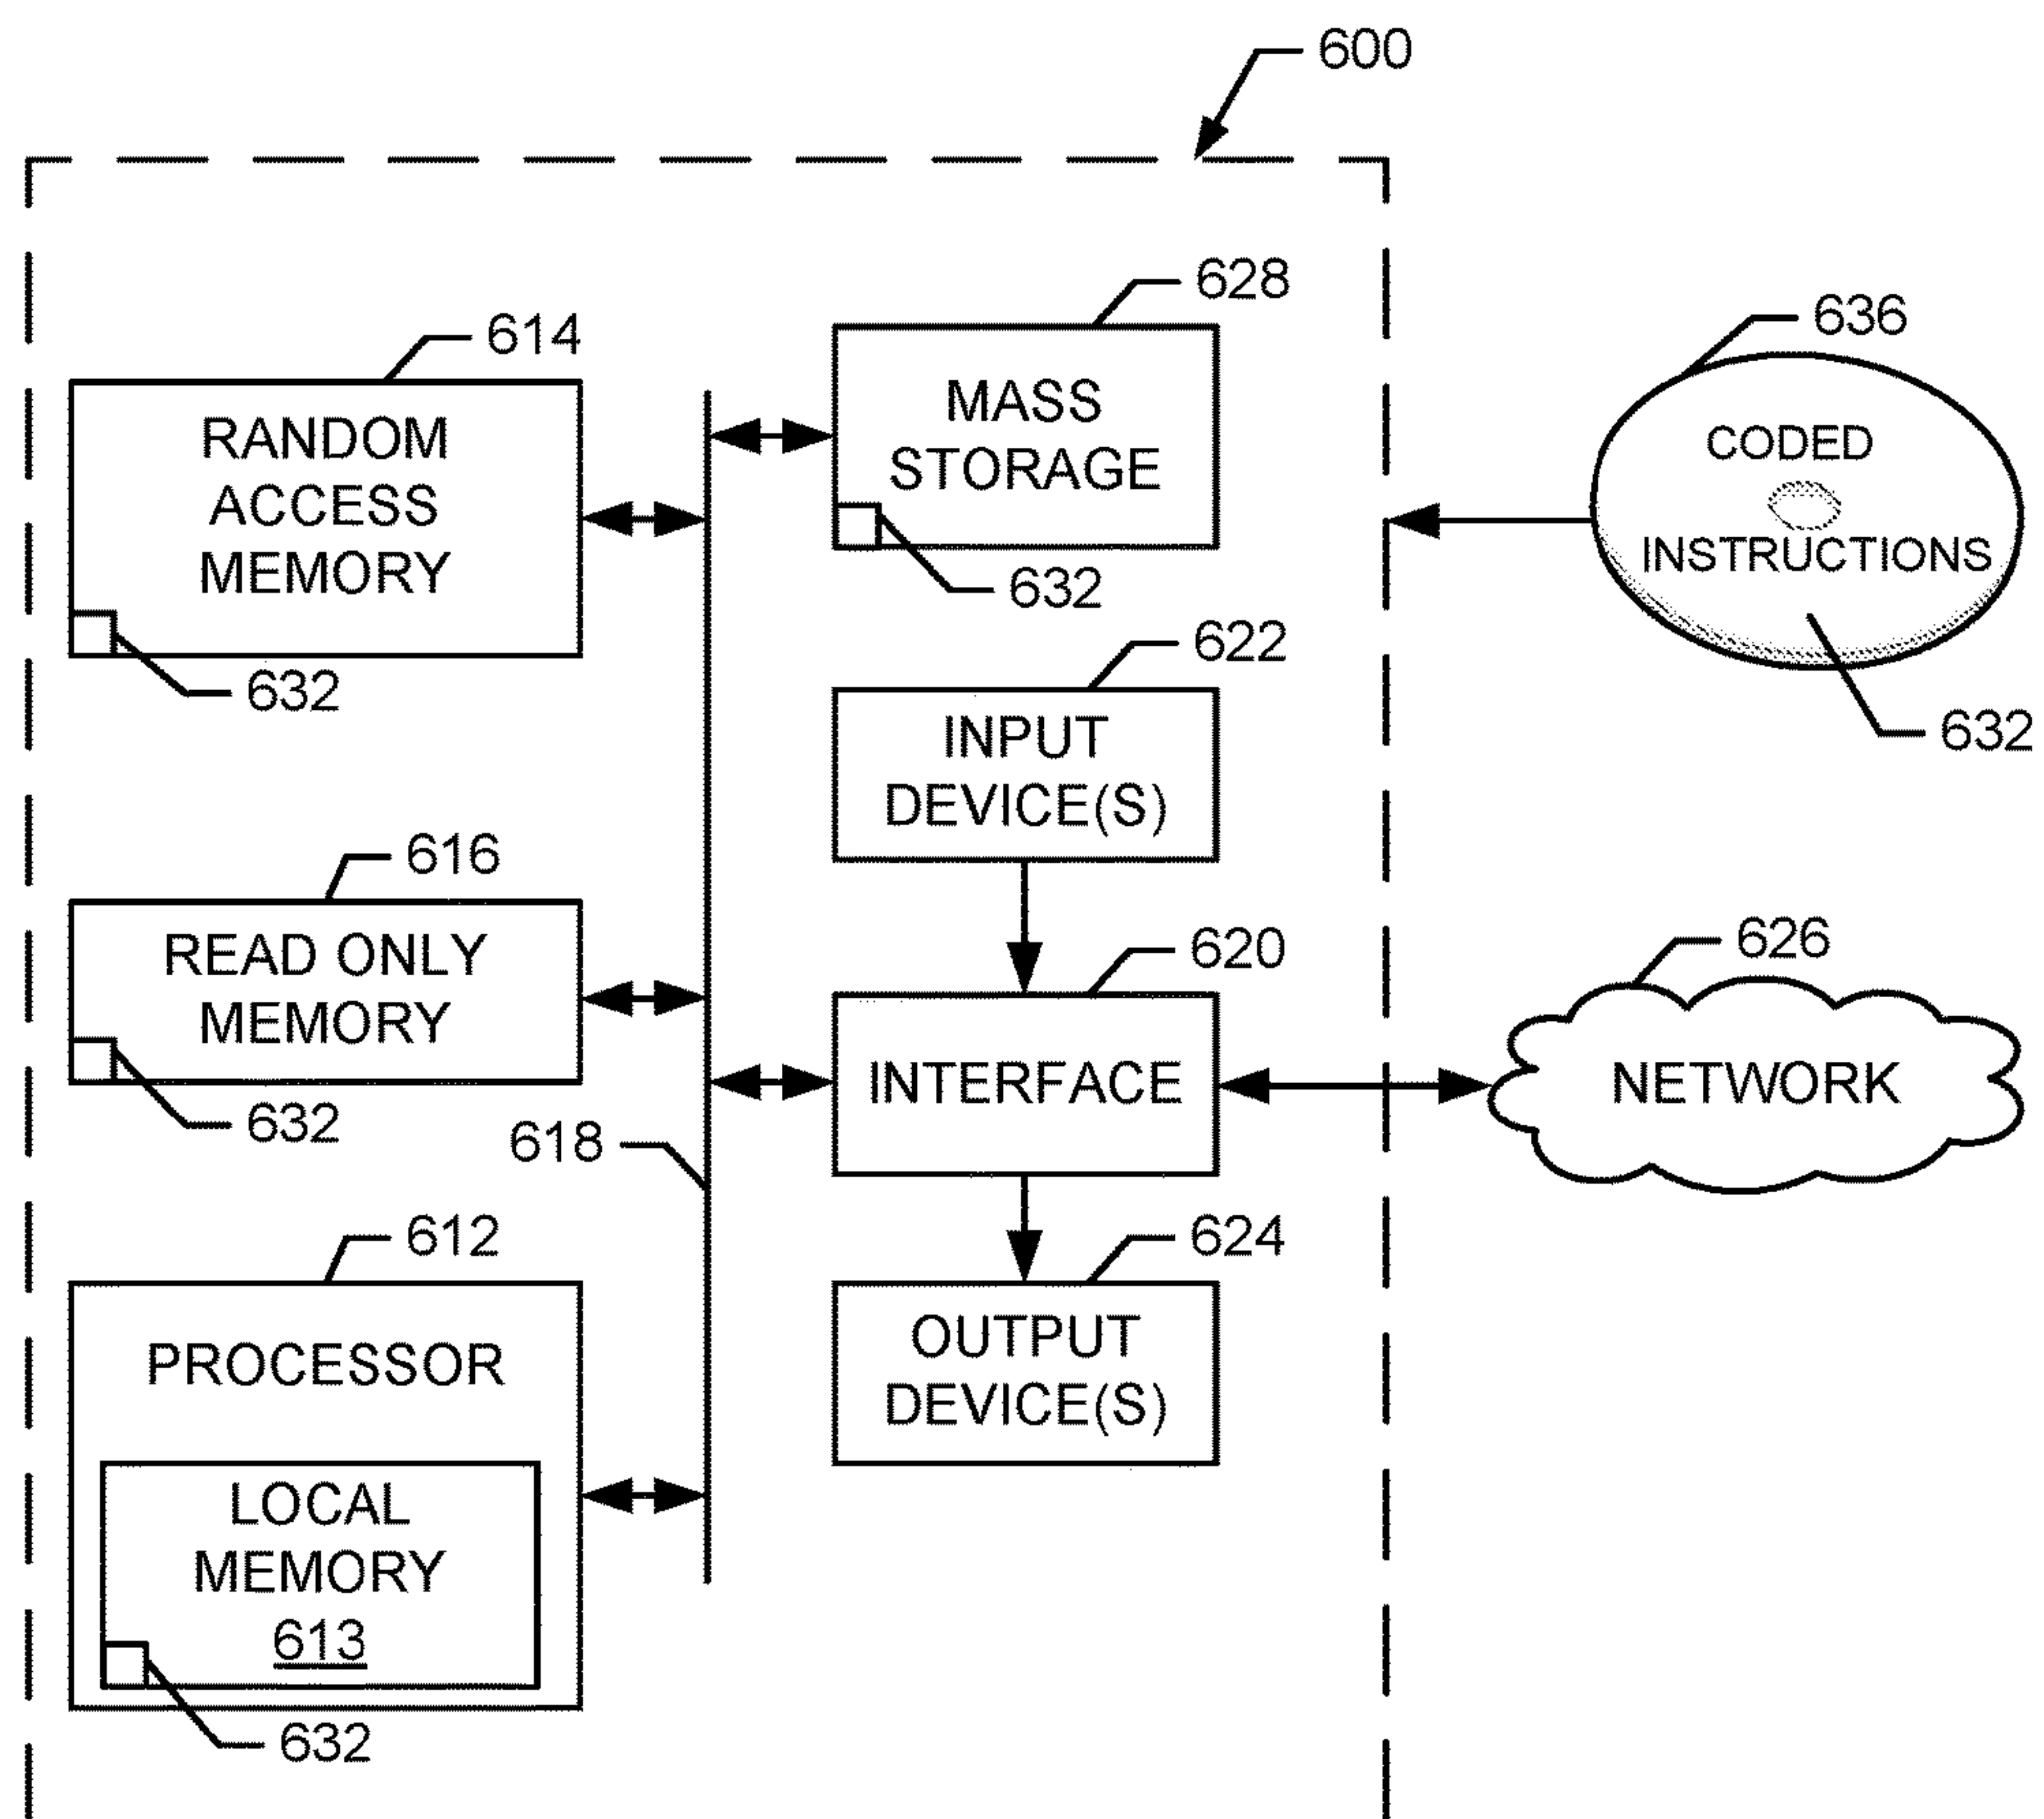 600
628
614
636
MASS
STORAGE
RANDOM
ACCESS
MEMORY
CODED
INSTRUCTIONS
632
632
632
622
INPUT
DEVICE(S)
616
620
626
READ ONLY
MEMORY
INTERFACE
NETWORK
632
618
612
624
PROCESSOR
OUTPUT
DEVICE(S)
LOCAL
MEMORY
613
632